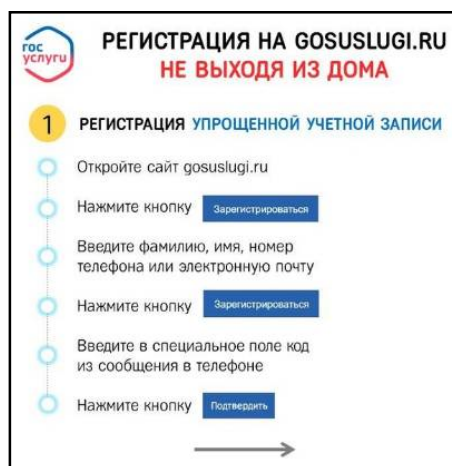 гос
услуги
РЕГИСТРАЦИЯ НА GOSUSLUGI.RU
НЕ ВЫХОДЯ ИЗ ДОМА
1 РЕГИСТРАЦИЯ УПРОЩЕННОЙ УЧЕТНОЙ ЗАПИСИ
Откройте сайт gosuslugi.ru
Нажмите кнопку Зарегистрироваться
Введите фамилию, имя, номер
телефона или электронную почту
Нажмите кнопку Зарегистрироваться
Введите в специальное поле код
из сообщения в телефоне
Нажмите кнопку Подтвердить